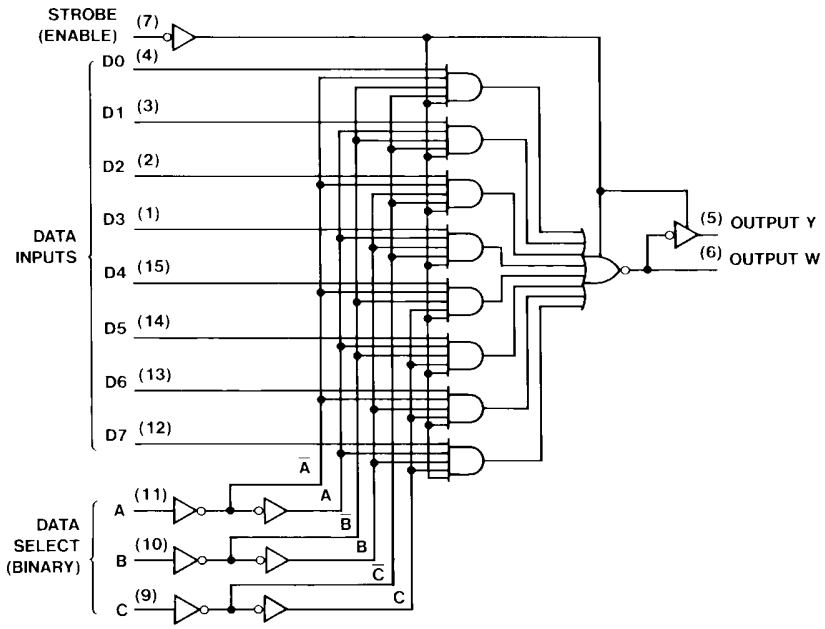 STROBE (7)
(ENABLE)
D0 (4)
D1 (3)
D2 (2)
D3 (1)
DATA
INPUTS
D4 (15)
D5 (14)
D6 (13)
D7 (12)
(5) OUTPUT Y
(6) OUTPUT W
A̅
A
B̅
B
C̅
C
DATA
SELECT
(BINARY)
A (11)
B (10)
C (9)